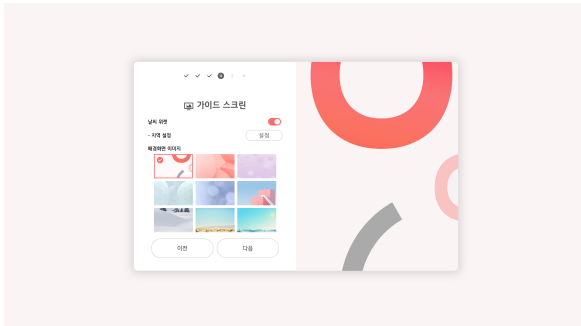 가이드 스크린
날씨 위젯
- 지역 설정
설정
배경화면 이미지
이전
다음